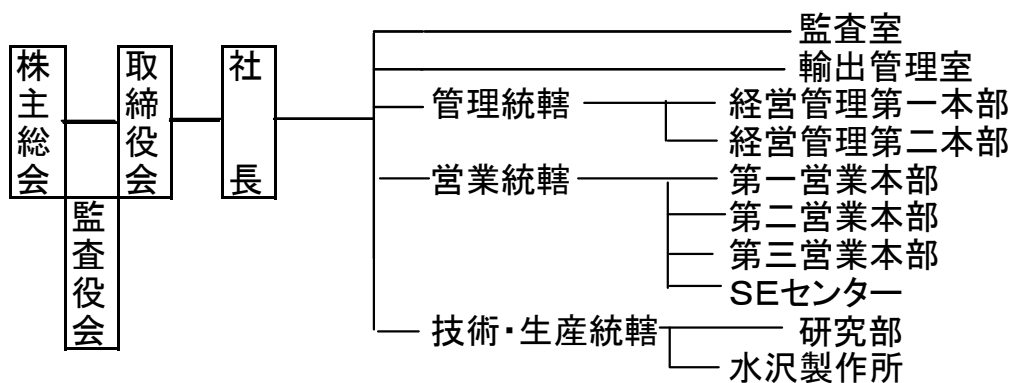 株主総会
取締役会
社長
監査役会
監査室
輸出管理室
管理統轄
経営管理第一本部
経営管理第二本部
営業統轄
第一営業本部
第二営業本部
第三営業本部
SEセンター
技術・生産統轄
研究部
水沢製作所